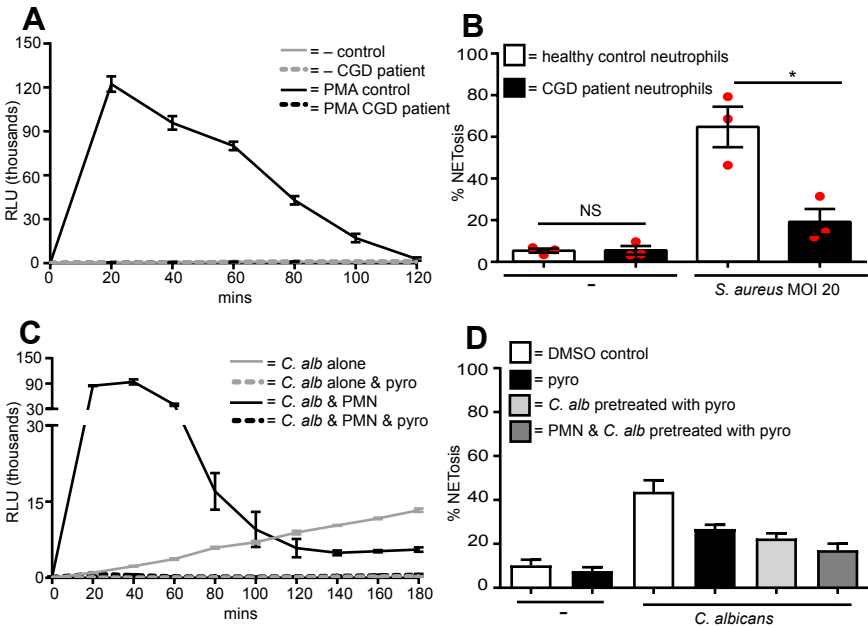 A
RLU (thousands)
150
120
90
60
30
0
0 20 40 60 80 100 120
mins
= – control
= – CGD patient
= PMA control
= PMA CGD patient
B
= healthy control neutrophils
= CGD patient neutrophils
% NETosis
100
80
60
40
20
0
NS
*
–
S. aureus MOI 20
C
RLU (thousands)
150
90
30
30
15
0
0 20 40 60 80 100 120 140 160 180
mins
= C. alb alone
= C. alb alone & pyro
= C. alb & PMN
= C. alb & PMN & pyro
D
= DMSO control
= pyro
= C. alb pretreated with pyro
= PMN & C. alb pretreated with pyro
% NETosis
100
80
60
40
20
0
–
C. albicans